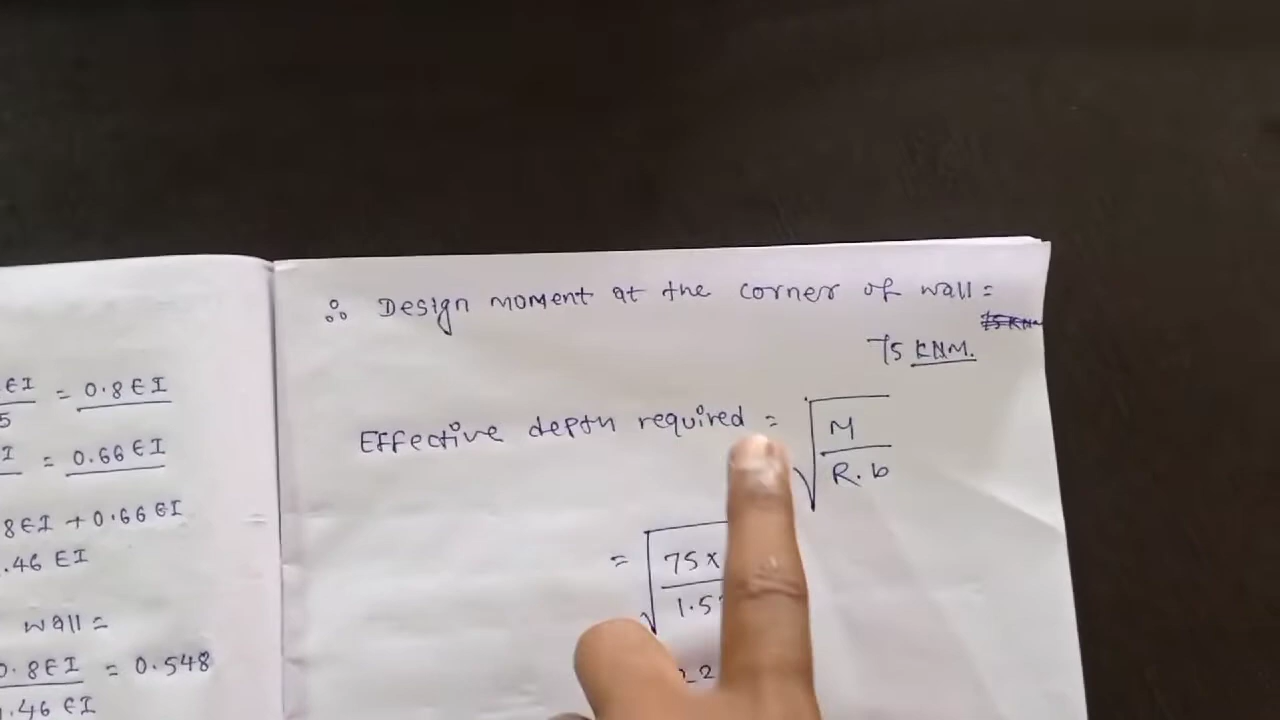 EI
5 = 0.8 EI
I = 0.66 EI
8EI + 0.66 EI
.46 EI
wall =
0.8EI = 0.548
1.46 EI
∴ Design moment at the corner of wall =
75 KNM.
Effective depth required = √ M
R.b
= √ 75 x
1.5